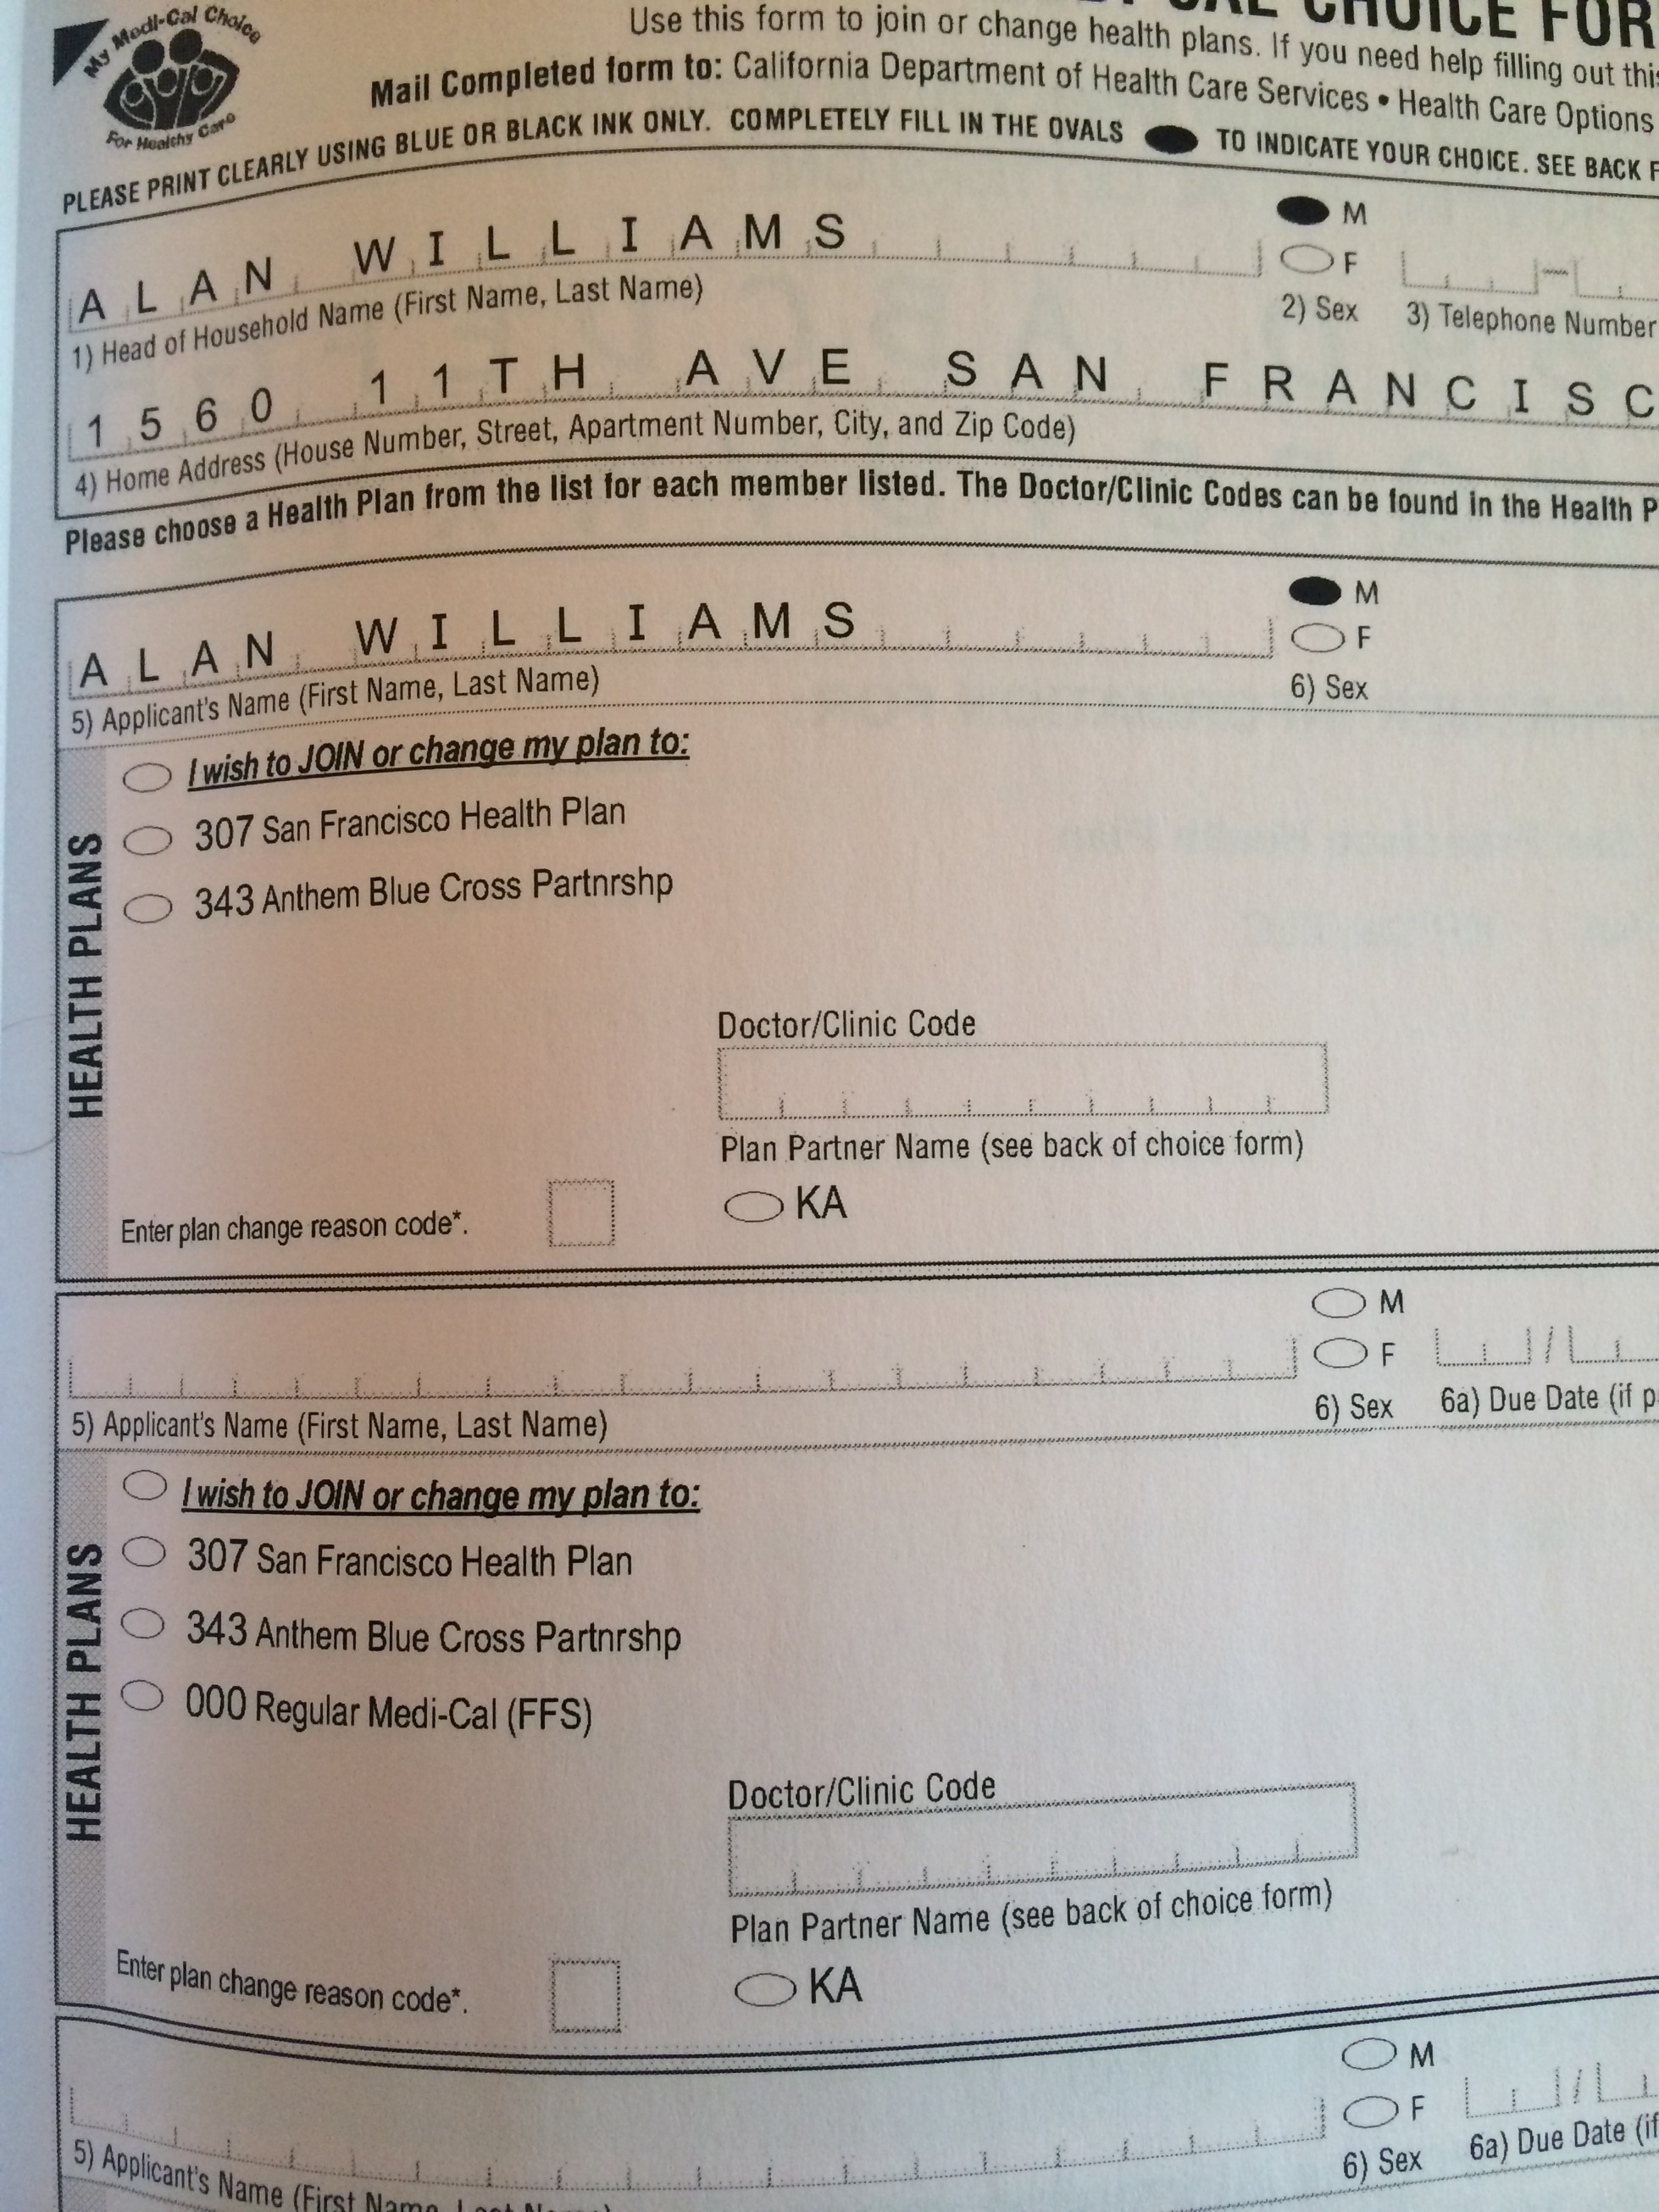 My Medi-Cal Choice
For Healthy Care
CHOICE
Use this form to join or change health plans. If you need help filling out
Mail Completed form to: California Department of Health Care Services • Health Care Options
PLEASE PRINT CLEARLY USING BLUE OR BLACK INK ONLY. COMPLETELY FILL IN THE OVALS TO INDICATE YOUR CHOICE. SEE BACK
ALAN WILLIAMS
M
F
1) Head of Household Name (First Name, Last Name)
2) Sex
3) Telephone Number
1560 11TH AVE SAN FRANCISC
4) Home Address (House Number, Street, Apartment Number, City, and Zip Code)
Please choose a Health Plan from the list for each member listed. The Doctor/Clinic Codes can be found in the Health
ALAN WILLIAMS
M
F
5) Applicant's Name (First Name, Last Name)
6) Sex
HEALTH PLANS
I wish to JOIN or change my plan to:
307 San Francisco Health Plan
343 Anthem Blue Cross Partnrshp
Doctor/Clinic Code
Plan Partner Name (see back of choice form)
Enter plan change reason code*.
KA
M
F
5) Applicant's Name (First Name, Last Name)
6) Sex
6a) Due Date (if
HEALTH PLANS
I wish to JOIN or change my plan to:
307 San Francisco Health Plan
343 Anthem Blue Cross Partnrshp
000 Regular Medi-Cal (FFS)
Doctor/Clinic Code
Plan Partner Name (see back of choice form)
Enter plan change reason code*.
KA
M
F
5) Applicant's Name (First Name, Last Name)
6) Sex
6a) Due Date (if